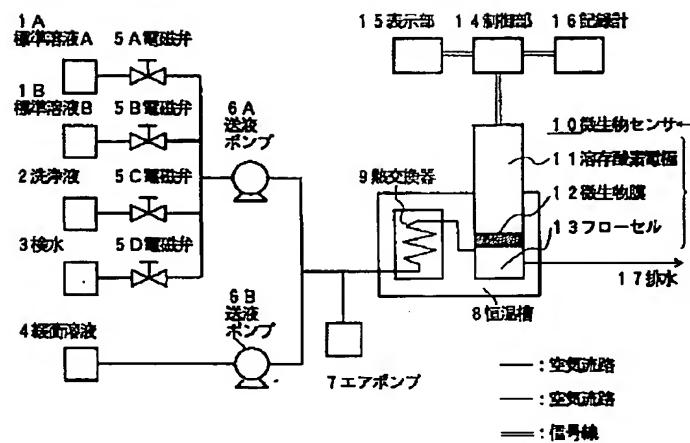 1A
標準溶液A
5A電磁弁
1B
標準溶液B
5B電磁弁
2洗浄液
5C電磁弁
3検水
5D電磁弁
4緩衝溶液
6A
送液
ポンプ
6B
送液
ポンプ
7エアポンプ
15表示部
14制御部
16記録計
10微生物センサ
11溶存酸素電極
12微生物膜
13フローセル
9熱交換器
17排水
8恒温槽
:空気流路
:空気流路
:信号線